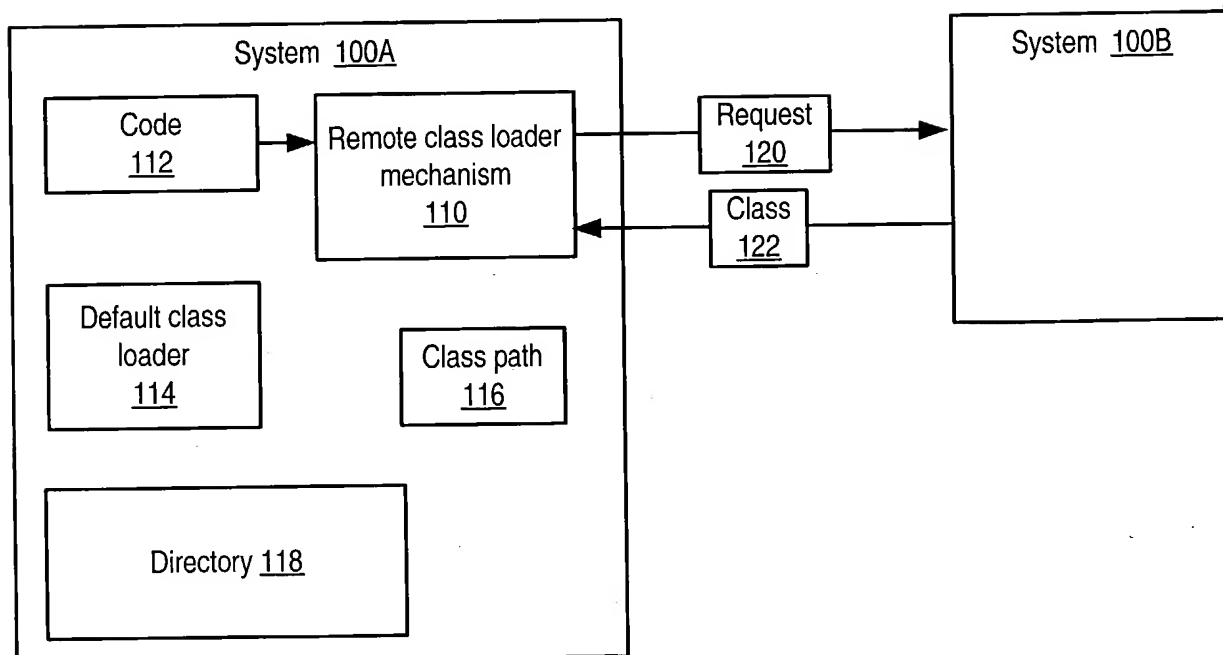 System 100A
System 100B
Code
112
Remote class loader
mechanism
110
Request
120
Class
122
Default class
loader
114
Class path
116
Directory 118